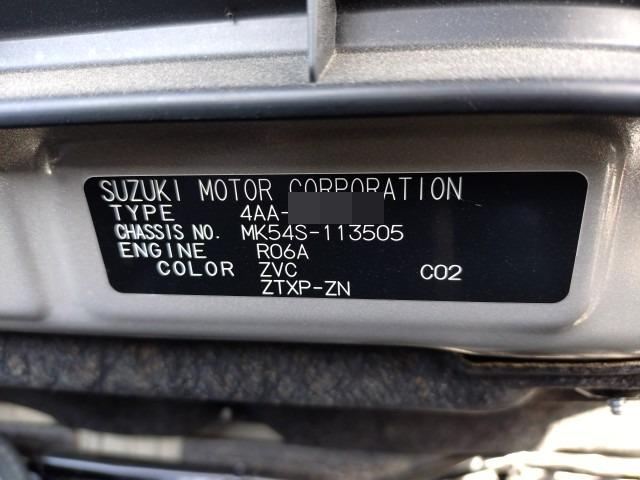 SUZUKI MOTOR CORPORATION
TYPE 4AA-
CHASSIS NO. MK54S-113505
ENGINE R06A
COLOR ZVC C02
ZTXP-ZN